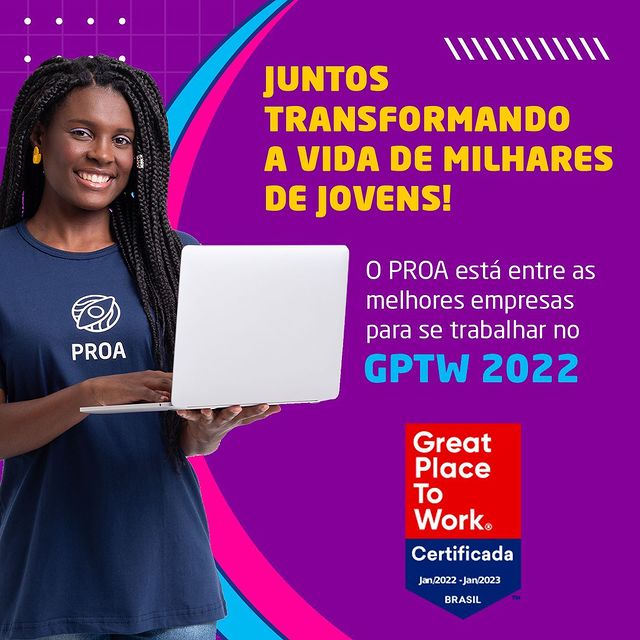 JUNTOS
TRANSFORMANDO
A VIDA DE MILHARES
DE JOVENS!
O PROA está entre as
melhores empresas
para se trabalhar no
GPTW 2022
PROA
Great
Place
To
Work®
Certificada
Jan/2022 - Jan/2023
BRASIL
TM